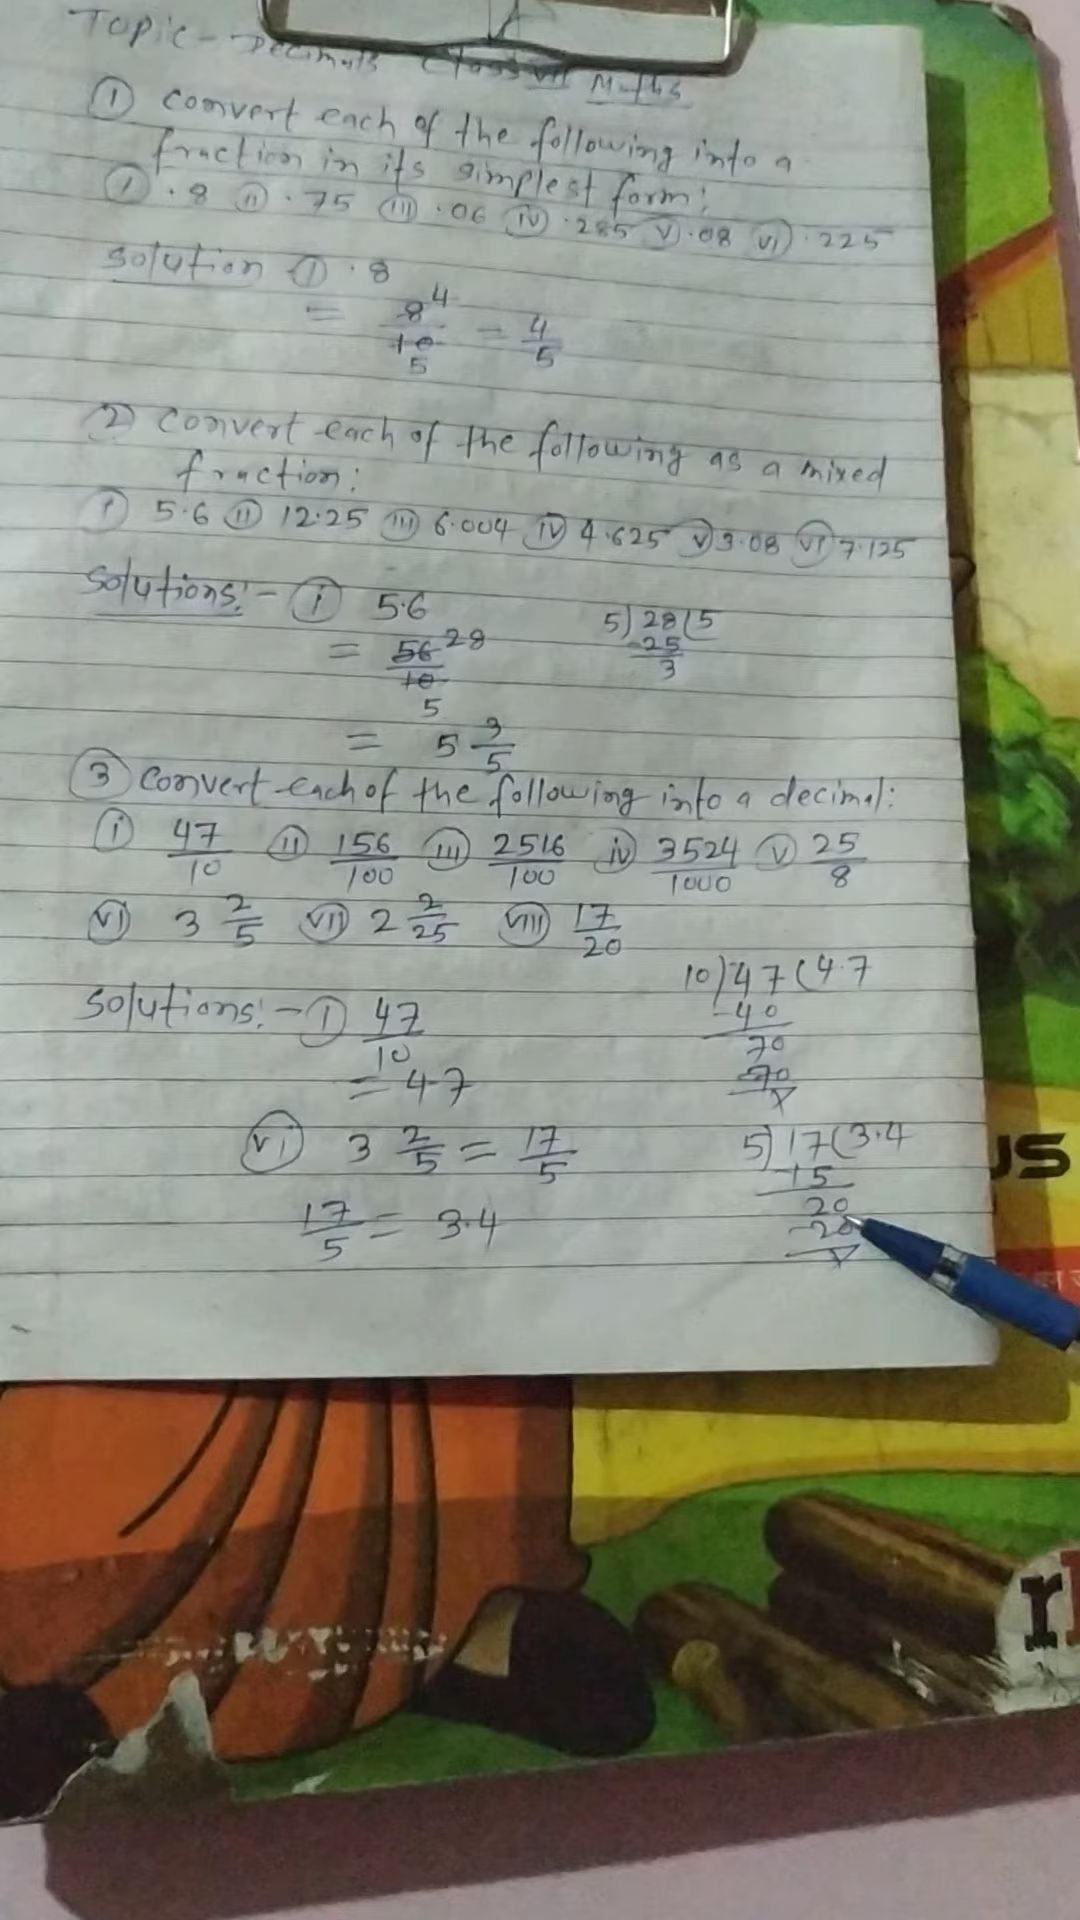 Topic - Decimals Class VII Maths
① Convert each of the following into a
fraction in its simplest form:
ⓘ .8 ⓘⓘ .75 ⓘⓘⓘ .06 (iv) .285 (v) .08 (vi) .225
Solution (i) .8
= 8/10 4 5 = 4/5
② Convert each of the following as a mixed
fraction:
(i) 5.6 (ii) 12.25 (iii) 6.004 (iv) 4.625 (v) 3.08 (vi) 7.125
Solutions:- (i) 5.6
5)28(5
= 56/10 28 5
-25
3
= 5 3/5
③ Convert each of the following into a decimal:
(i) 47/10 (ii) 156/100 (iii) 2516/100 (iv) 3524/1000 (v) 25/8
(vi) 3 2/5 (vii) 2 2/25 (viii) 17/20
10)47(4.7
Solutions:- (i) 47/10
-40
70
= 4.7
-70
x
(vi) 3 2/5 = 17/5
5)17(3.4
-15
20
17/5 = 3.4
-20
x
US